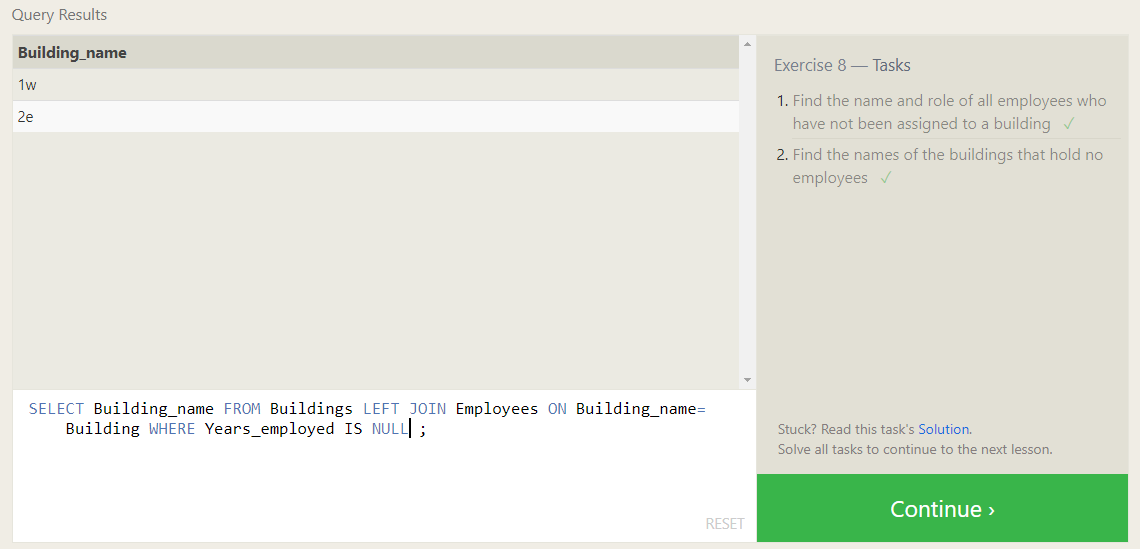 Query Results
Building_name
1w
2e
SELECT Building_name FROM Buildings LEFT JOIN Employees ON Building_name=
Building WHERE Years_employed IS NULL ;
RESET
Exercise 8 — Tasks
1. Find the name and role of all employees who
have not been assigned to a building ✓
2. Find the names of the buildings that hold no
employees ✓
Stuck? Read this task's Solution.
Solve all tasks to continue to the next lesson.
Continue ›